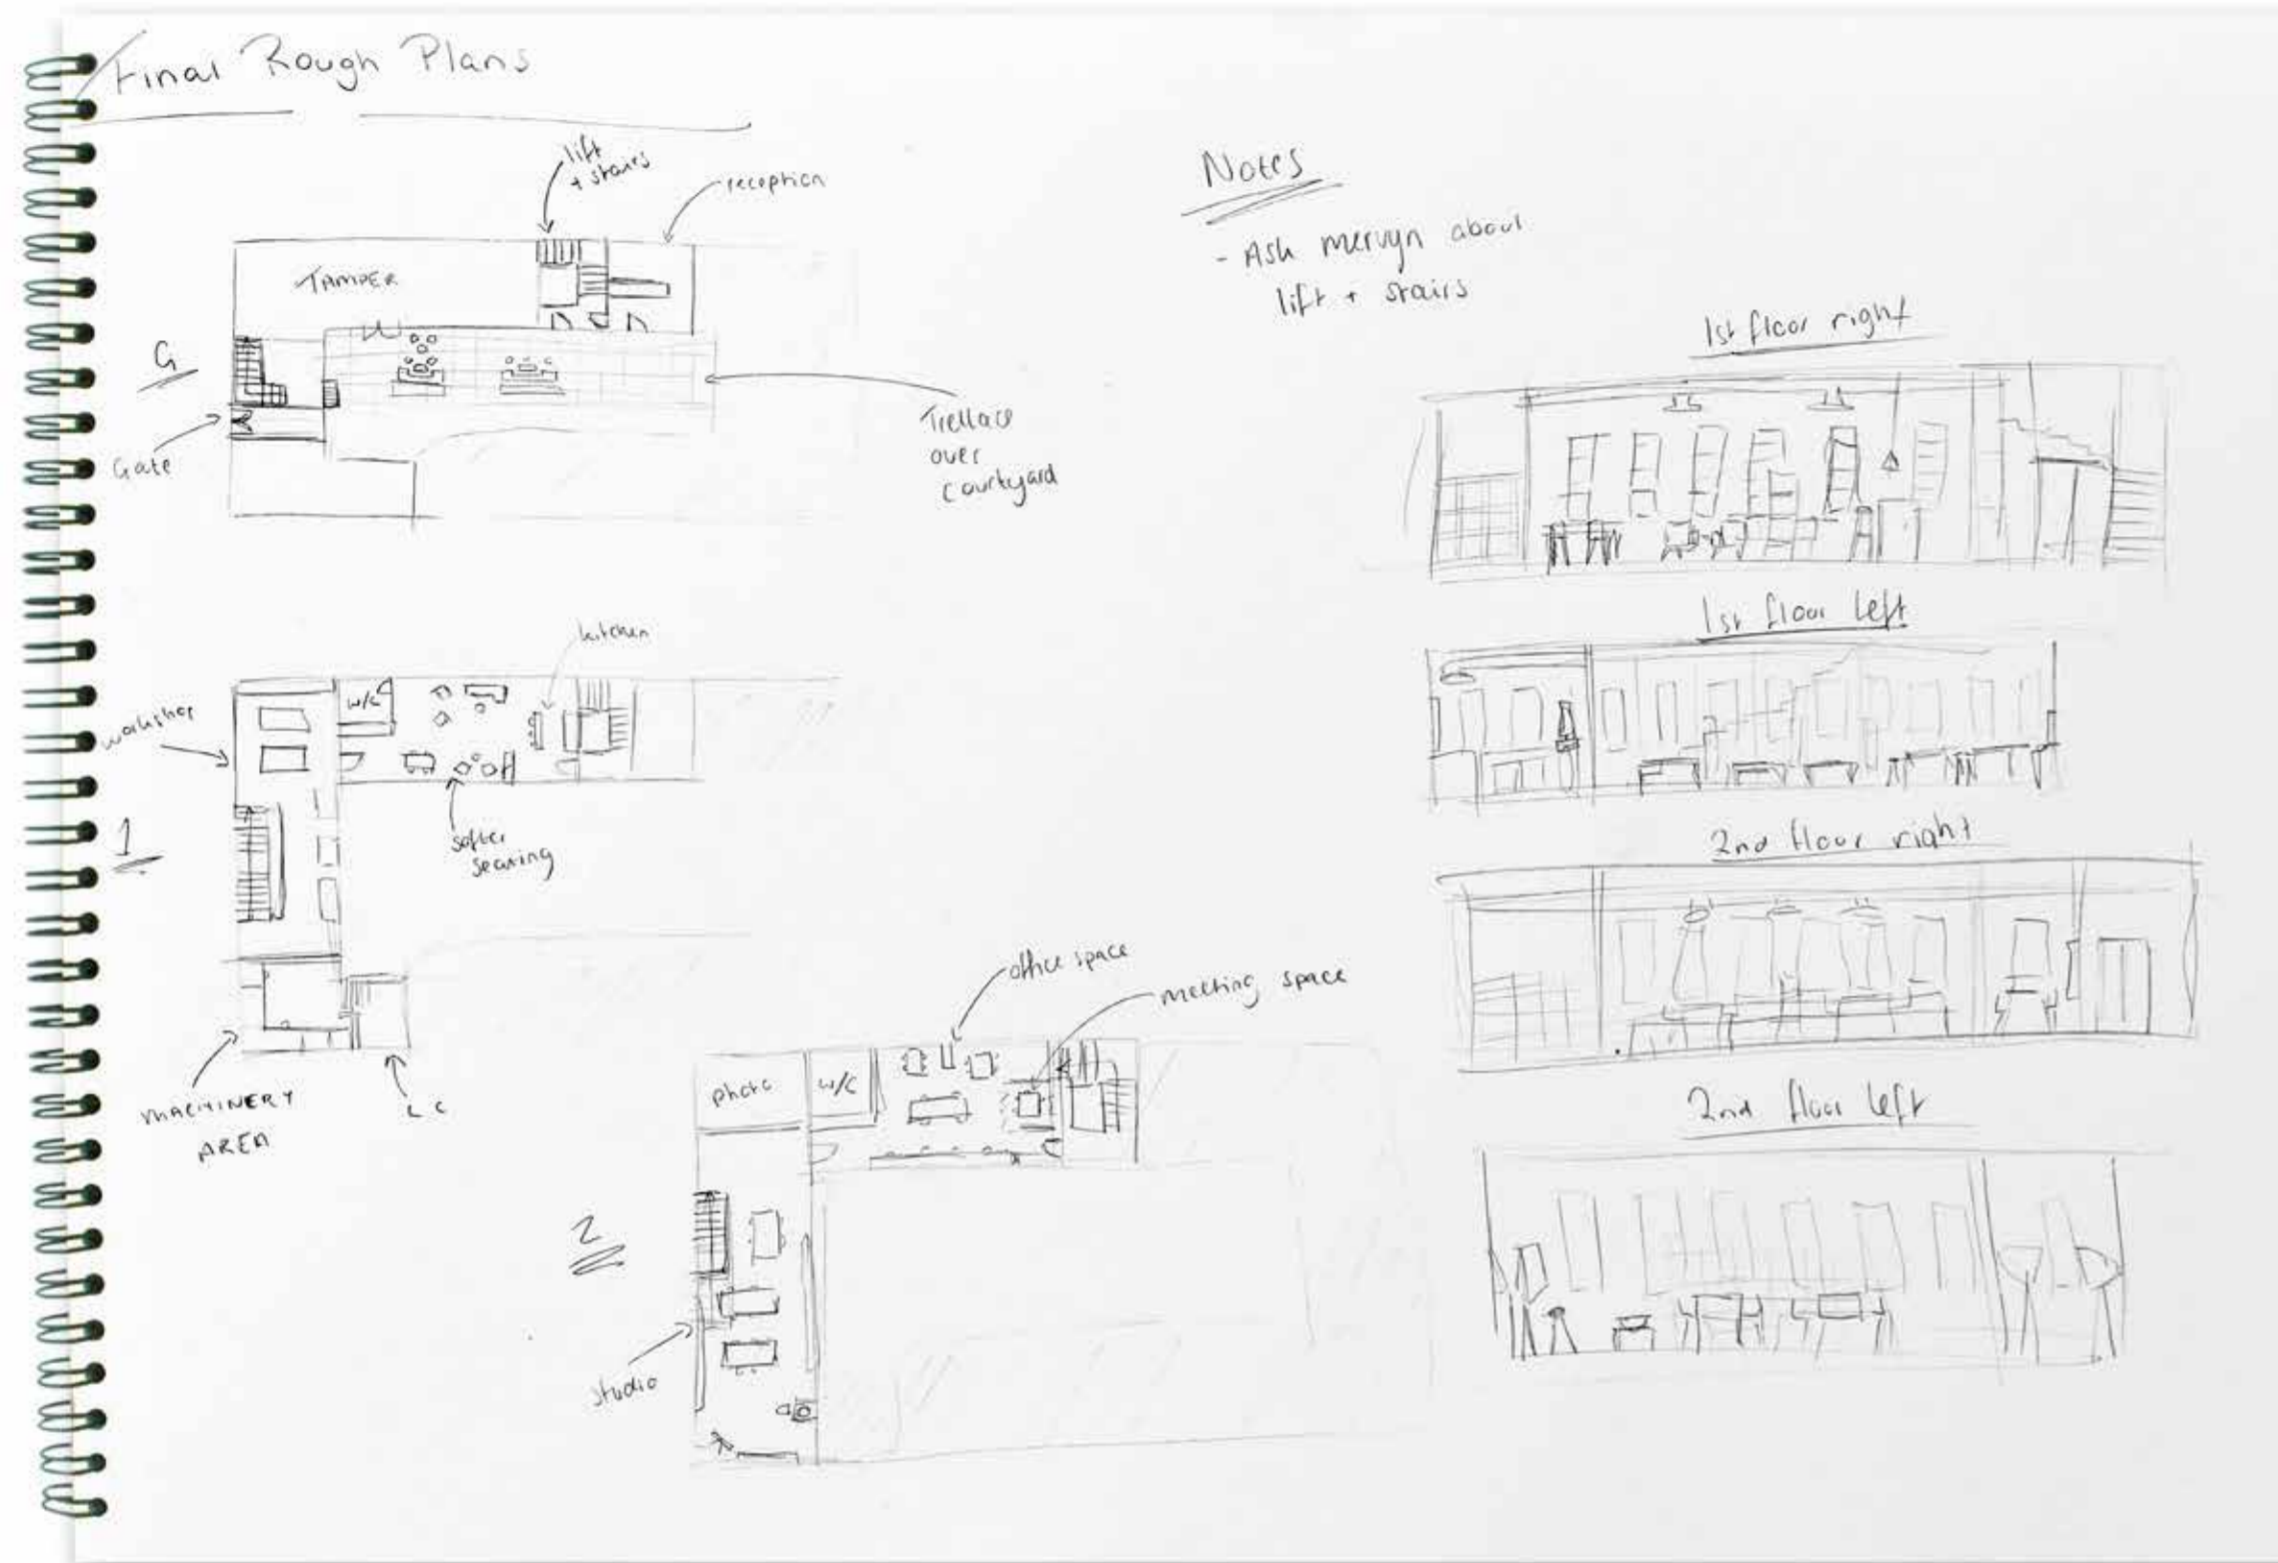 Final Rough Plans
lift
+ stairs
reception
TAMPER
G
Gate
Trellace
over
courtyard
Notes
- Ask mervyn about
lift + stairs
1st floor right
1st floor left
2nd floor right
2nd floor left
kitchen
workshop
W/C
softer
seating
1
MACHINERY
AREA
office space
meeting space
photo
W/C
2
studio